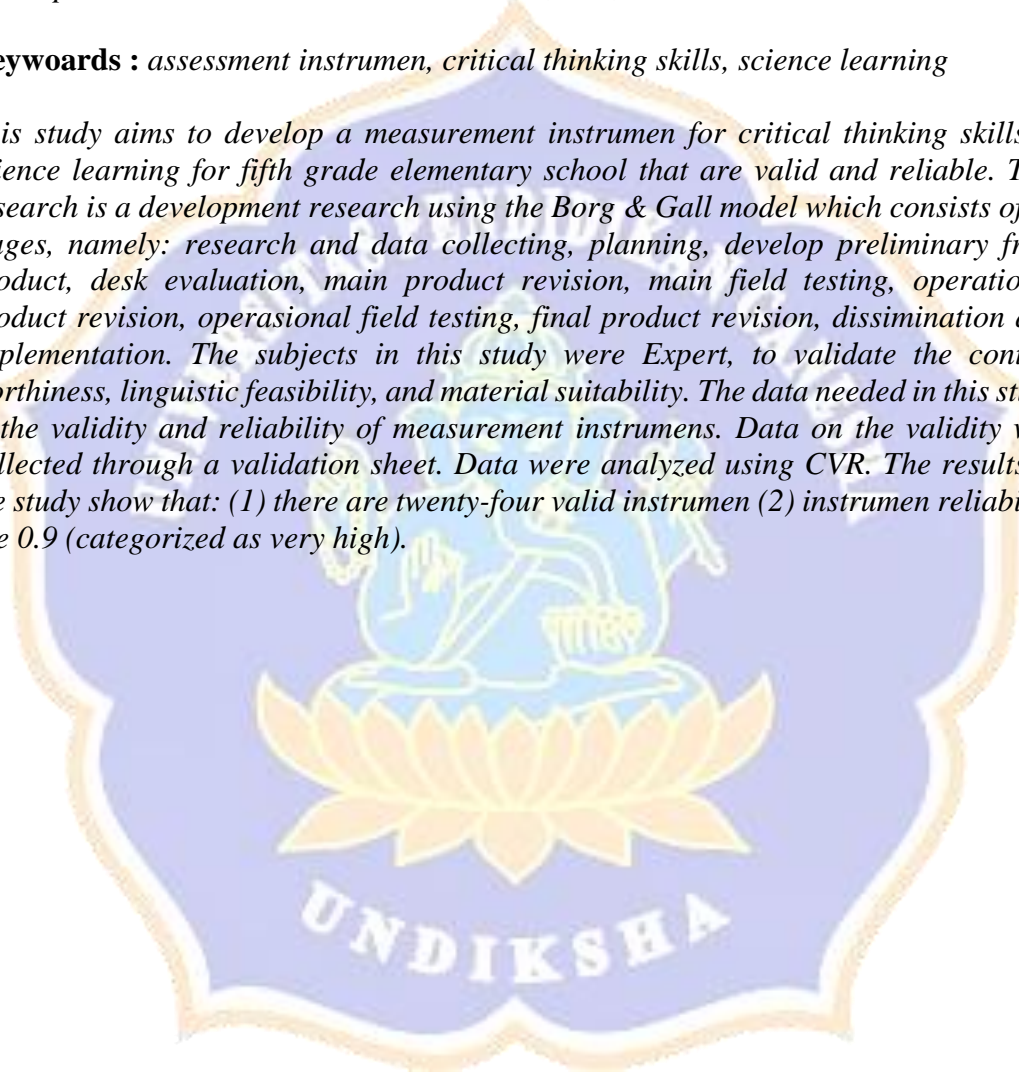 eywoards : assessment instrumen, critical thinking skills, science learning
is study aims to develop a measurement instrumen for critical thinking skills
ience learning for fifth grade elementary school that are valid and reliable. T
search is a development research using the Borg & Gall model which consists of
ages, namely: research and data collecting, planning, develop preliminary fr
oduct, desk evaluation, main product revision, main field testing, operatio
oduct revision, operasional field testing, final product revision, dissimination a
plementation. The subjects in this study were Expert, to validate the cont
orthiness, linguistic feasibility, and material suitability. The data needed in this st
the validity and reliability of measurement instrumens. Data on the validity w
llected through a validation sheet. Data were analyzed using CVR. The results
e study show that: (1) there are twenty-four valid instrumen (2) instrumen reliabi
e 0.9 (categorized as very high).
UNDIKSHA